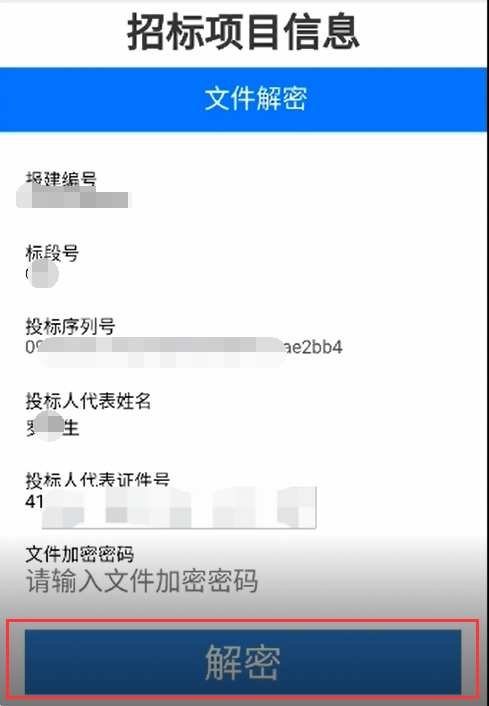 招标项目信息
文件解密
报建编号
标段号
投标序列号
09 ae2bb4
投标人代表姓名
生
投标人代表证件号
41
文件加密密码
请输入文件加密密码
解密